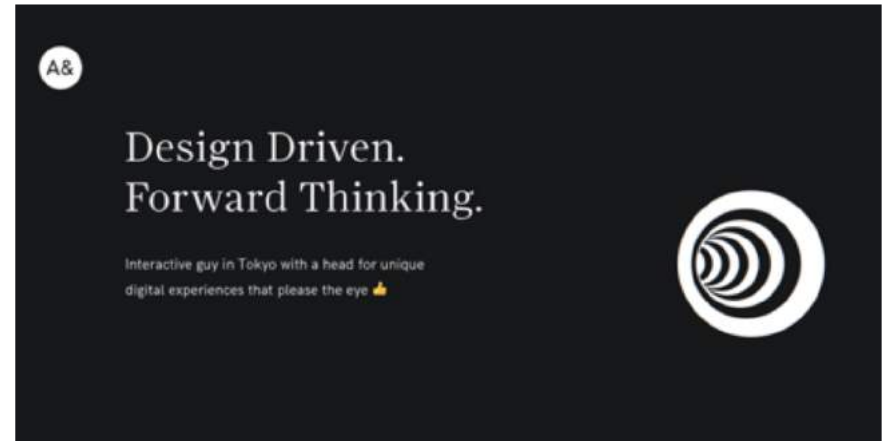 A&
Design Driven.
Forward Thinking.
Interactive guy in Tokyo with a head for unique
digital experiences that please the eye 👍